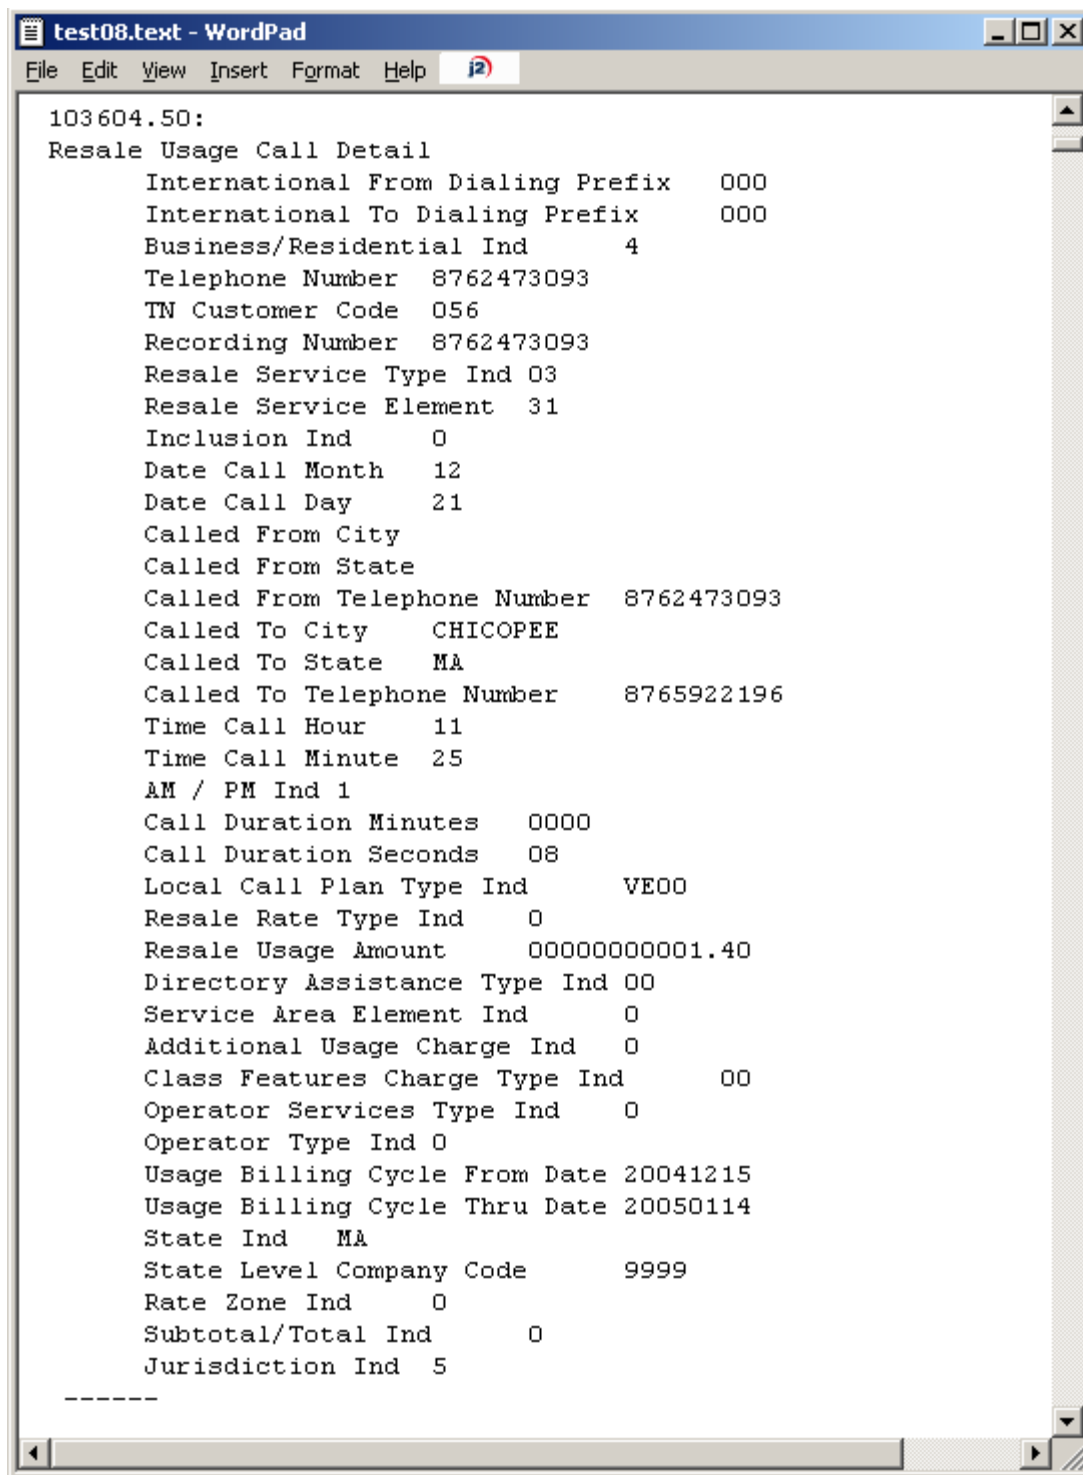 test08.text - WordPad
File Edit View Insert Format Help j2
103604.50:
Resale Usage Call Detail
International From Dialing Prefix 000
International To Dialing Prefix 000
Business/Residential Ind 4
Telephone Number 8762473093
TN Customer Code 056
Recording Number 8762473093
Resale Service Type Ind 03
Resale Service Element 31
Inclusion Ind 0
Date Call Month 12
Date Call Day 21
Called From City
Called From State
Called From Telephone Number 8762473093
Called To City CHICOPEE
Called To State MA
Called To Telephone Number 8765922196
Time Call Hour 11
Time Call Minute 25
AM / PM Ind 1
Call Duration Minutes 0000
Call Duration Seconds 08
Local Call Plan Type Ind VE00
Resale Rate Type Ind 0
Resale Usage Amount 00000000001.40
Directory Assistance Type Ind 00
Service Area Element Ind 0
Additional Usage Charge Ind 0
Class Features Charge Type Ind 00
Operator Services Type Ind 0
Operator Type Ind 0
Usage Billing Cycle From Date 20041215
Usage Billing Cycle Thru Date 20050114
State Ind MA
State Level Company Code 9999
Rate Zone Ind 0
Subtotal/Total Ind 0
Jurisdiction Ind 5
------